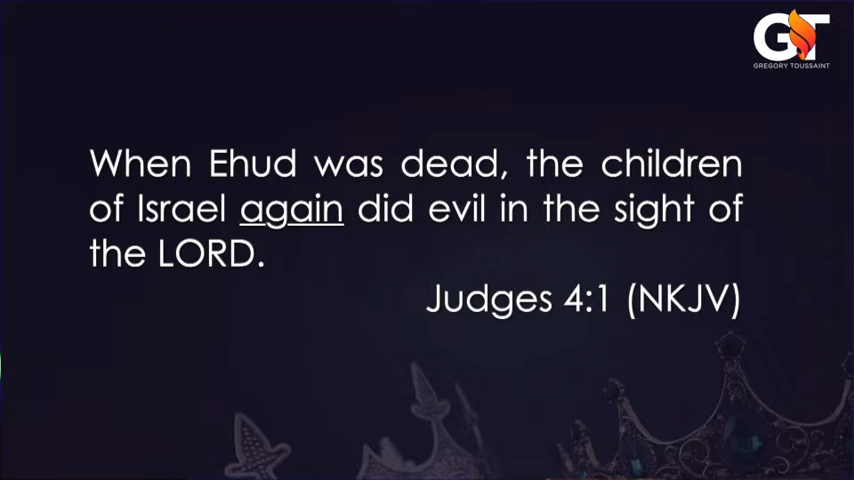 GT
GREGORY TOUSSAINT
When Ehud was dead, the children
of Israel again did evil in the sight of
the LORD.
Judges 4:1 (NKJV)